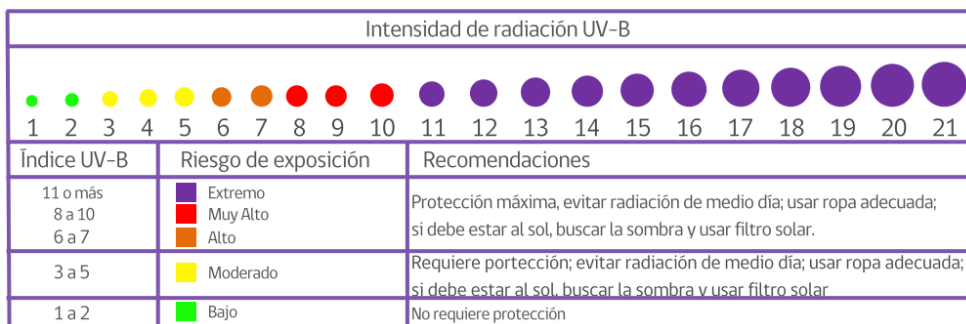 Intensidad de radiación UV-B
1 2 3 4 5 6 7 8 9 10 11 12 13 14 15 16 17 18 19 20 21
Índice UV-B Riesgo de exposición Recomendaciones
11 o más Extremo
8 a 10 Muy Alto
6 a 7 Alto
Protección máxima, evitar radiación de medio día; usar ropa adecuada;
si debe estar al sol, buscar la sombra y usar filtro solar.
3 a 5 Moderado
Requiere portección; evitar radiación de medio día; usar ropa adecuada;
si debe estar al sol, buscar la sombra y usar filtro solar
1 a 2 Bajo No requiere protección